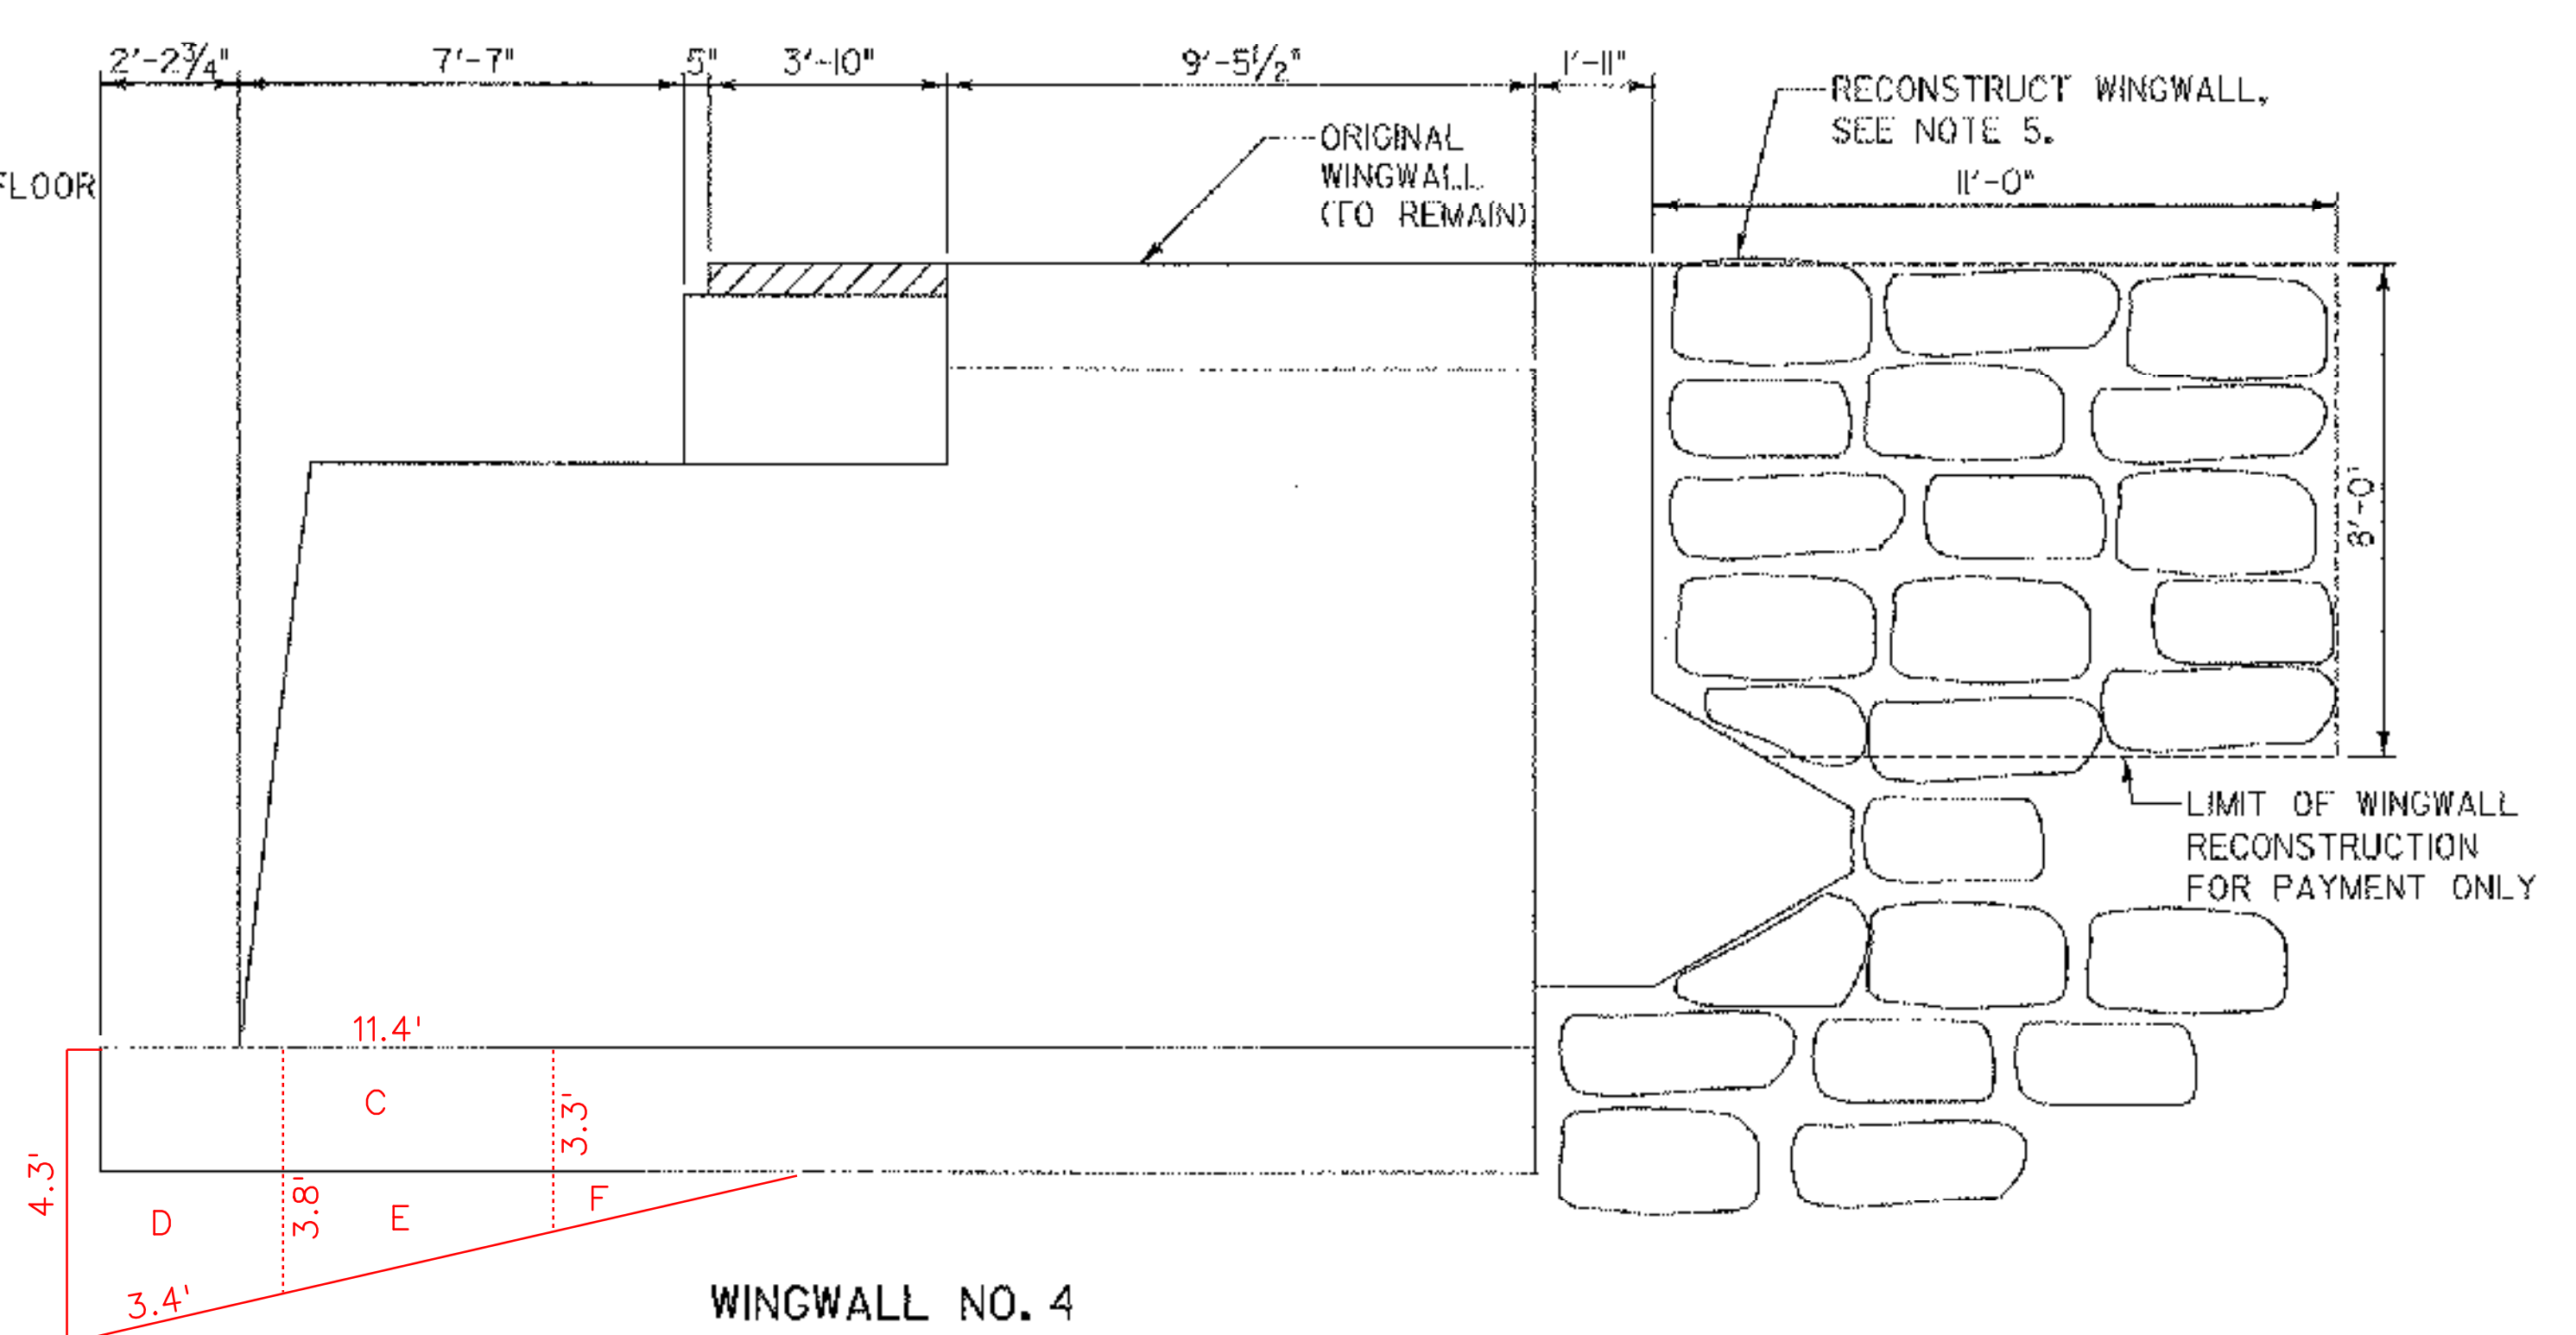 2'-2¾"
7'-7"
5"
3'-10"
9'-5½"
1'-11"
RECONSTRUCT WINGWALL,
SEE NOTE 5.
11'-0"
ORIGINAL
WINGWALL
(TO REMAIN)
FLOOR
8'-0"
LIMIT OF WINGWALL
RECONSTRUCTION
FOR PAYMENT ONLY
11.4'
C
3.3'
4.3'
3.8'
D
E
F
3.4'
WINGWALL NO. 4